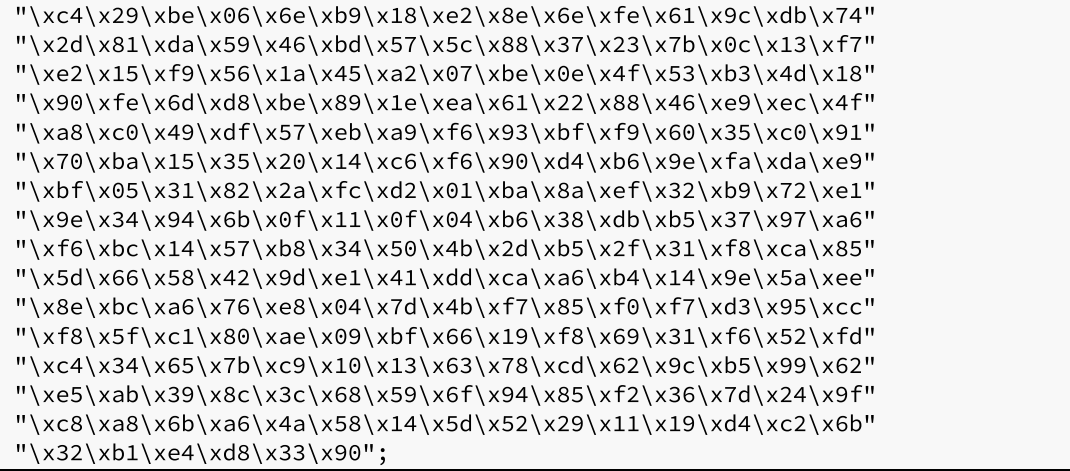 "\xc4\x29\xbe\x06\x6e\xb9\x18\xe2\x8e\x6e\xfe\x61\x9c\xdb\x74"
"\x2d\x81\xda\x59\x46\xbd\x57\x5c\x88\x37\x23\x7b\x0c\x13\xf7"
"\xe2\x15\xf9\x56\x1a\x45\xa2\x07\xbe\x0e\x4f\x53\xb3\x4d\x18"
"\x90\xfe\x6d\xd8\xbe\x89\x1e\xea\x61\x22\x88\x46\xe9\xec\x4f"
"\xa8\xc0\x49\xdf\x57\xeb\xa9\xf6\x93\xbf\xf9\x60\x35\xc0\x91"
"\x70\xba\x15\x35\x20\x14\xc6\xf6\x90\xd4\xb6\x9e\xfa\xda\xe9"
"\xbf\x05\x31\x82\x2a\xfc\xd2\x01\xba\x8a\xef\x32\xb9\x72\xe1"
"\x9e\x34\x94\x6b\x0f\x11\x0f\x04\xb6\x38\xdb\xb5\x37\x97\xa6"
"\xf6\xbc\x14\x57\xb8\x34\x50\x4b\x2d\xb5\x2f\x31\xf8\xca\x85"
"\x5d\x66\x58\x42\x9d\xe1\x41\xdd\xca\xa6\xb4\x14\x9e\x5a\xee"
"\x8e\xbc\xa6\x76\xe8\x04\x7d\x4b\xf7\x85\xf0\xf7\xd3\x95\xcc"
"\xf8\x5f\xc1\x80\xae\x09\xbf\x66\x19\xf8\x69\x31\xf6\x52\xfd"
"\xc4\x34\x65\x7b\xc9\x10\x13\x63\x78\xcd\x62\x9c\xb5\x99\x62"
"\xe5\xab\x39\x8c\x3c\x68\x59\x6f\x94\x85\xf2\x36\x7d\x24\x9f"
"\xc8\xa8\x6b\xa6\x4a\x58\x14\x5d\x52\x29\x11\x19\xd4\xc2\x6b"
"\x32\xb1\xe4\xd8\x33\x90";